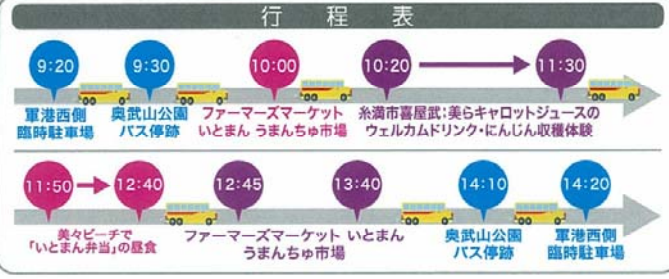 行程表
9:20
9:30
10:00
10:20
11:30
軍港西側
臨時駐車場
奥武山公園
バス停跡
ファーマーズマーケット
いとまん うまんちゅ市場
糸満市喜屋武:美らキャロットジュースの
ウェルカムドリンク・にんじん収穫体験
11:50
12:40
12:45
13:40
14:10
14:20
美々ビーチで
「いとまん弁当」の昼食
ファーマーズマーケット いとまん
うまんちゅ市場
奥武山公園
バス停跡
軍港西側
臨時駐車場